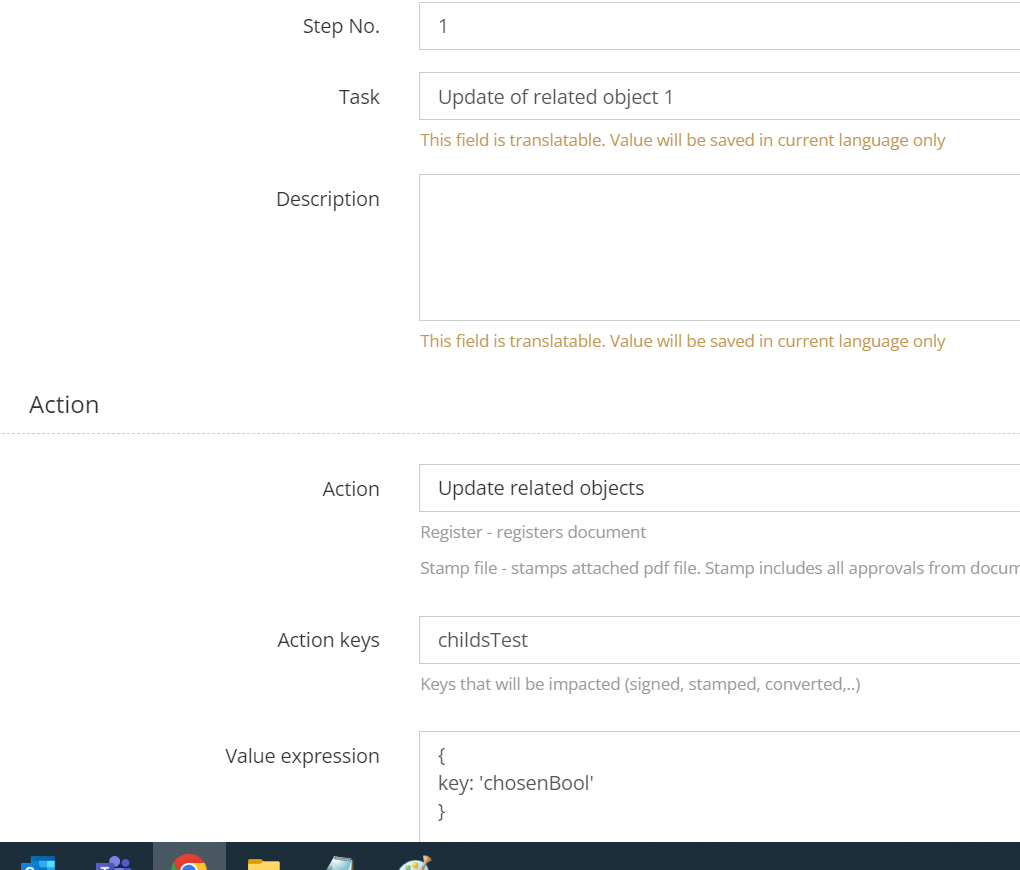 Step No.
1
Task
Update of related object 1
This field is translatable. Value will be saved in current language only
Description
This field is translatable. Value will be saved in current language only
Action
Action
Update related objects
Register - registers document
Stamp file - stamps attached pdf file. Stamp includes all approvals from docum
Action keys
childsTest
Keys that will be impacted (signed, stamped, converted,..)
Value expression
{
key: 'chosenBool'
}